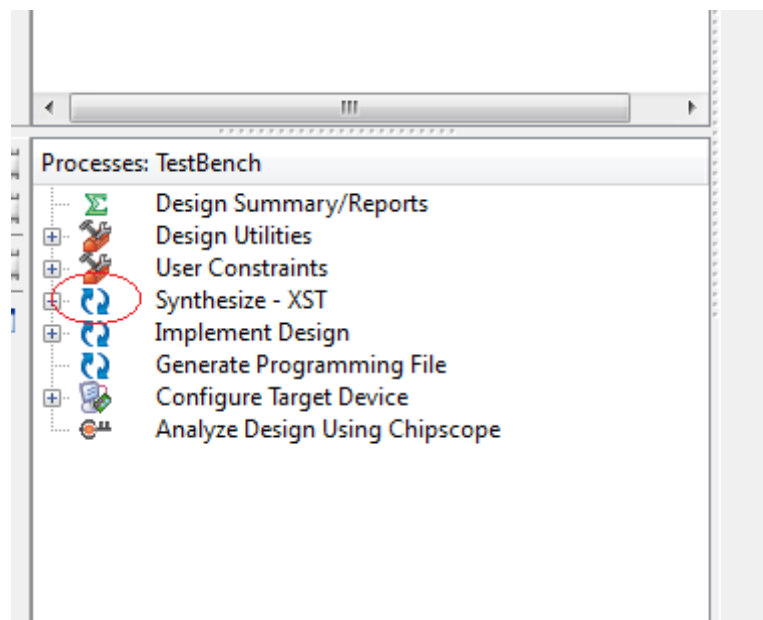 Processes: TestBench
Design Summary/Reports
Design Utilities
User Constraints
Synthesize - XST
Implement Design
Generate Programming File
Configure Target Device
Analyze Design Using Chipscope